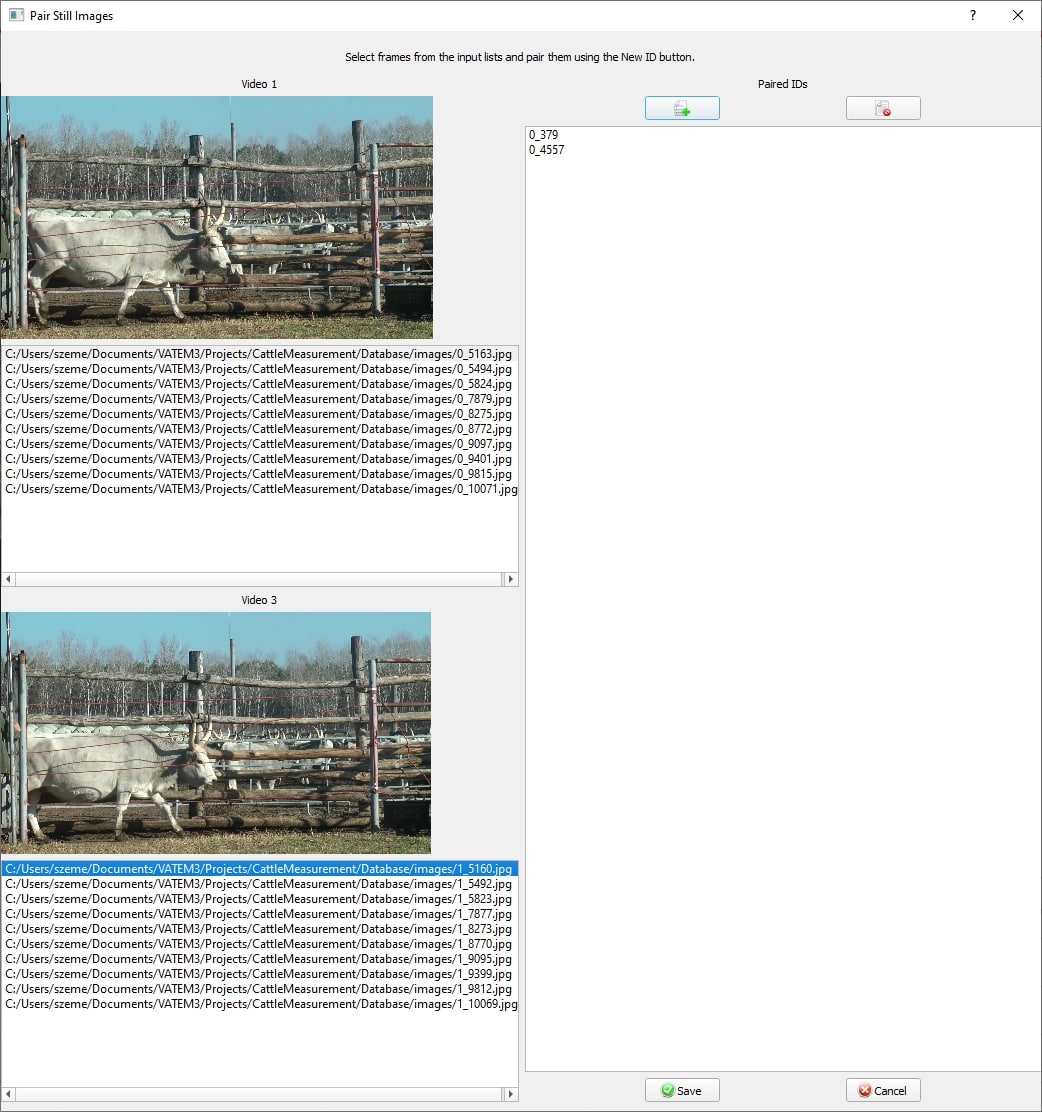 Pair Still Images
?
Select frames from the input lists and pair them using the New ID button.
Video 1
C:/Users/szeme/Documents/VATEM3/Projects/CattleMeasurement/Database/images/0_5163.jpg
C:/Users/szeme/Documents/VATEM3/Projects/CattleMeasurement/Database/images/0_5494.jpg
C:/Users/szeme/Documents/VATEM3/Projects/CattleMeasurement/Database/images/0_5824.jpg
C:/Users/szeme/Documents/VATEM3/Projects/CattleMeasurement/Database/images/0_7879.jpg
C:/Users/szeme/Documents/VATEM3/Projects/CattleMeasurement/Database/images/0_8275.jpg
C:/Users/szeme/Documents/VATEM3/Projects/CattleMeasurement/Database/images/0_8772.jpg
C:/Users/szeme/Documents/VATEM3/Projects/CattleMeasurement/Database/images/0_9097.jpg
C:/Users/szeme/Documents/VATEM3/Projects/CattleMeasurement/Database/images/0_9401.jpg
C:/Users/szeme/Documents/VATEM3/Projects/CattleMeasurement/Database/images/0_9815.jpg
C:/Users/szeme/Documents/VATEM3/Projects/CattleMeasurement/Database/images/0_10071.jpg
Video 3
C:/Users/szeme/Documents/VATEM3/Projects/CattleMeasurement/Database/images/1_5160.jpg
C:/Users/szeme/Documents/VATEM3/Projects/CattleMeasurement/Database/images/1_5492.jpg
C:/Users/szeme/Documents/VATEM3/Projects/CattleMeasurement/Database/images/1_5823.jpg
C:/Users/szeme/Documents/VATEM3/Projects/CattleMeasurement/Database/images/1_7877.jpg
C:/Users/szeme/Documents/VATEM3/Projects/CattleMeasurement/Database/images/1_8273.jpg
C:/Users/szeme/Documents/VATEM3/Projects/CattleMeasurement/Database/images/1_8770.jpg
C:/Users/szeme/Documents/VATEM3/Projects/CattleMeasurement/Database/images/1_9095.jpg
C:/Users/szeme/Documents/VATEM3/Projects/CattleMeasurement/Database/images/1_9399.jpg
C:/Users/szeme/Documents/VATEM3/Projects/CattleMeasurement/Database/images/1_9812.jpg
C:/Users/szeme/Documents/VATEM3/Projects/CattleMeasurement/Database/images/1_10069.jpg
Paired IDs
0_379
0_4557
Save
Cancel